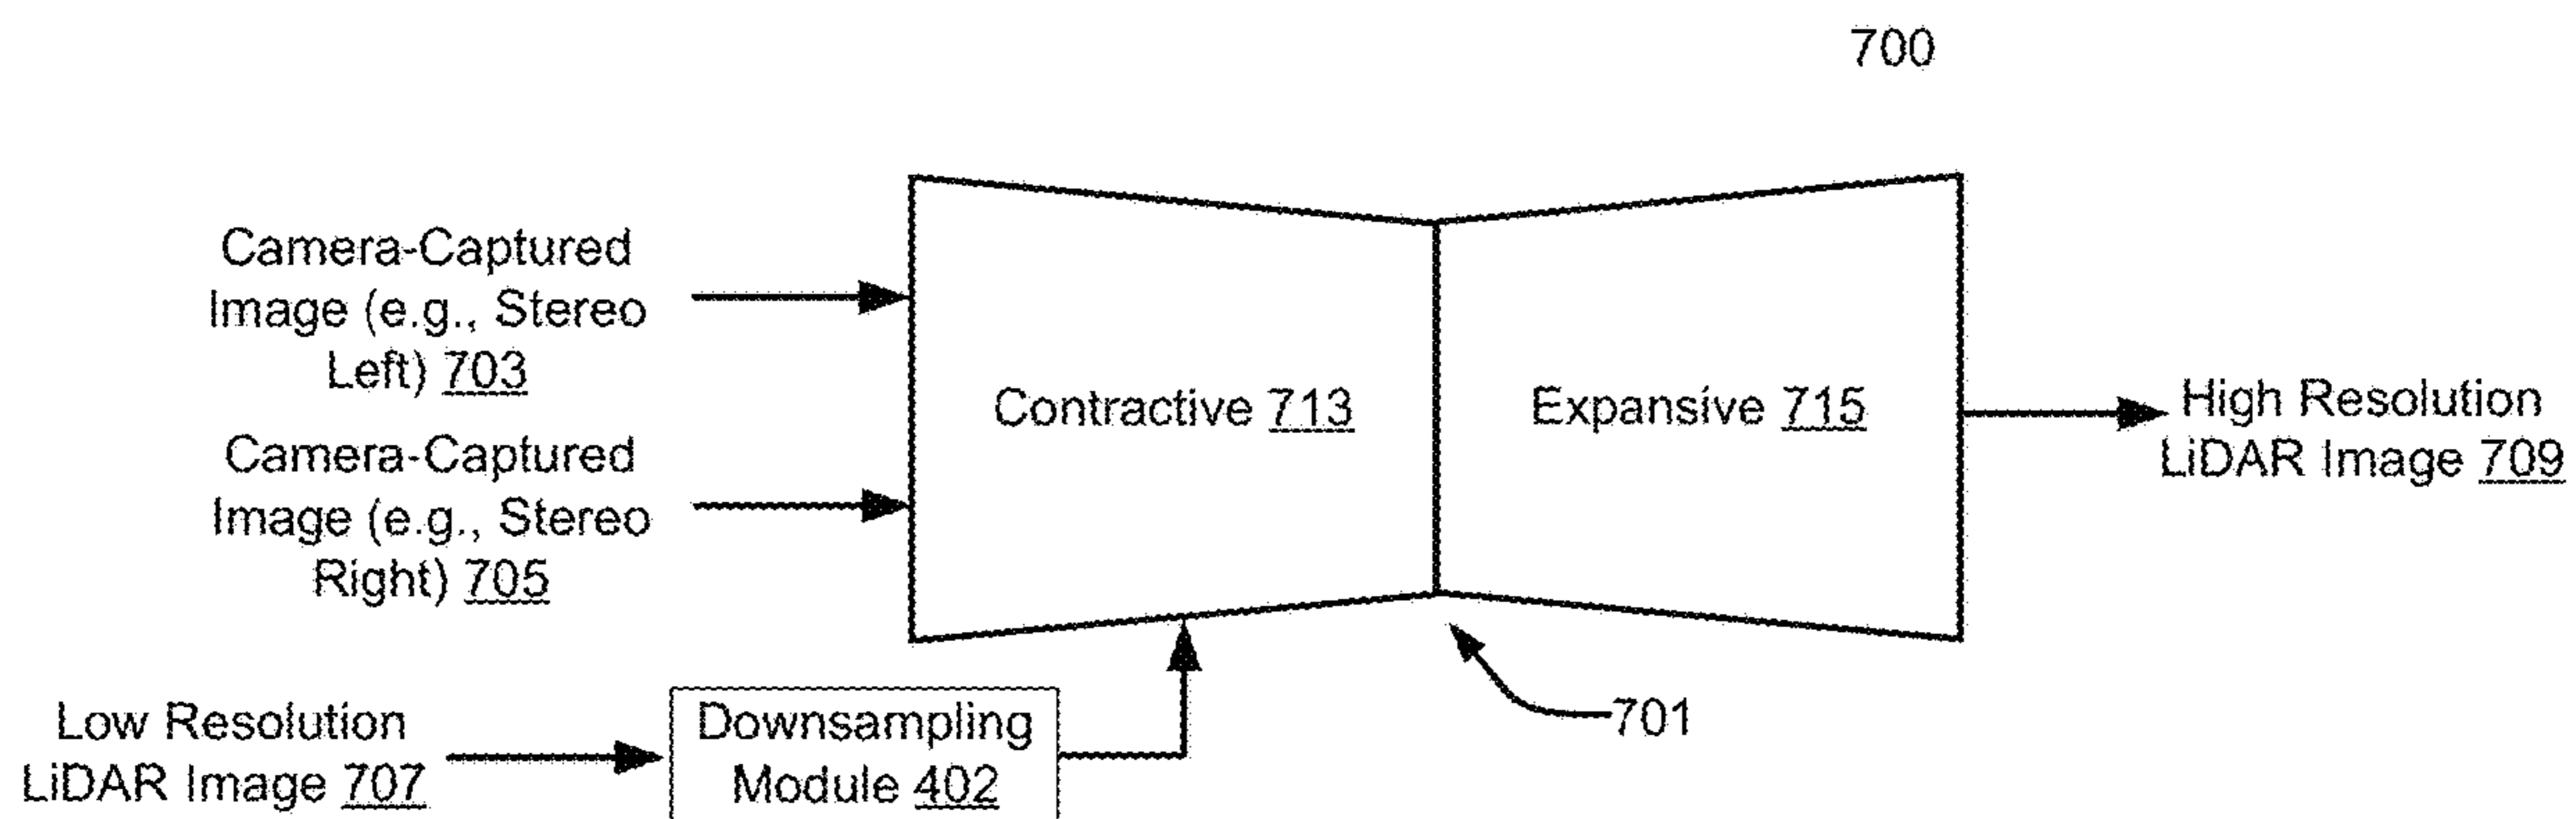 700
Camera-Captured
Image (e.g., Stereo
Left) 703
Camera-Captured
Image (e.g., Stereo
Right) 705
Contractive 713
Expansive 715
High Resolution
LiDAR Image 709
Low Resolution
LiDAR Image 707
Downsampling
Module 402
701